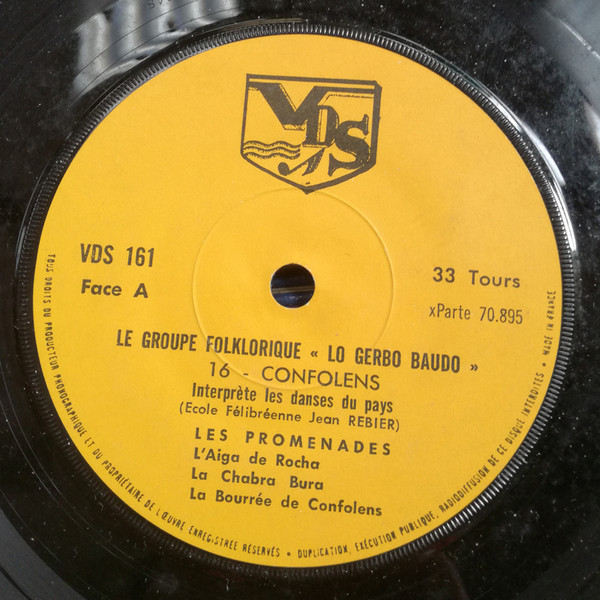 VDS
VDS 161
Face A
33 Tours
xParte 70.895
LE GROUPE FOLKLORIQUE « LO GERBO BAUDO »
16 - CONFOLENS
Interprète les danses du pays
(Ecole Félibréenne Jean REBIER)
LES PROMENADES
L'Aiga de Rocha
La Chabra Bura
La Bourrée de Confolens
TOUS DROITS DU PRODUCTEUR PHONOGRAPHIQUE ET DU PROPRIÉTAIRE DE L'ŒUVRE ENREGISTRÉE RÉSERVÉS • DUPLICATION, EXÉCUTION PUBLIQUE, RADIODIFFUSION DE CE DISQUE INTERDITES • MADE IN FRANCE